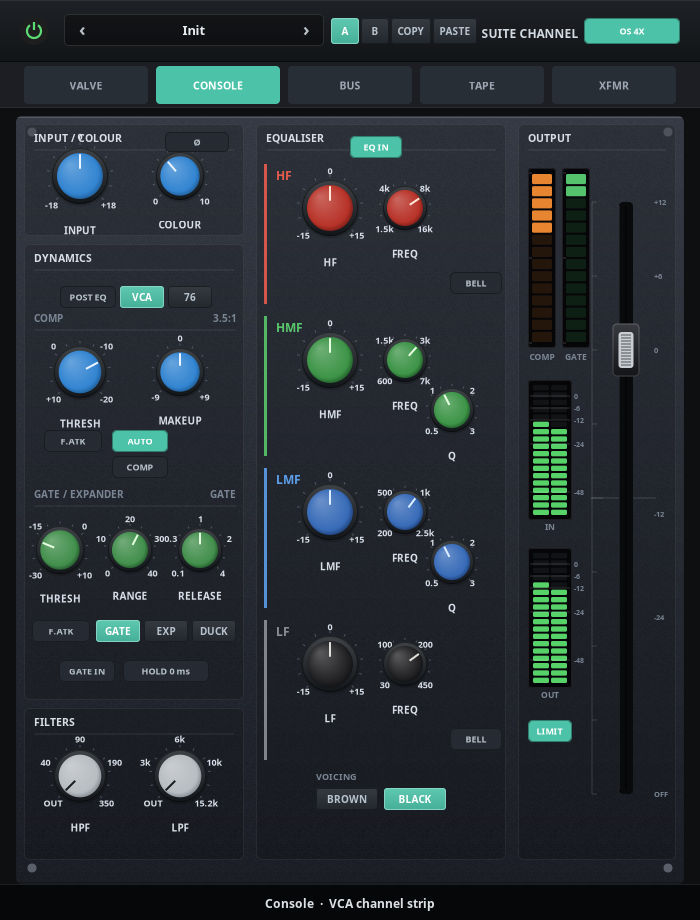 ‹ Init › A B COPY PASTE SUITE CHANNEL OS 4X
VALVE CONSOLE BUS TAPE XFMR
INPUT / COLOUR
Ø
0
-18 +18
INPUT
0 10
COLOUR
DYNAMICS
POST EQ VCA 76
COMP 3.5:1
0 -10
+10 -20
THRESH
0
-9 +9
MAKEUP
F.ATK AUTO
COMP
GATE / EXPANDER GATE
-15 0
-30 +10
THRESH
20
10 30
0 40
RANGE
1
0.3 2
0.1 4
RELEASE
F.ATK GATE EXP DUCK
GATE IN HOLD 0 ms
FILTERS
90
40 190
OUT 350
HPF
6k
3k 10k
OUT 15.2k
LPF
EQUALISER
EQ IN
HF
0
-15 +15
HF
4k 8k
1.5k 16k
FREQ
BELL
HMF
0
-15 +15
HMF
1.5k 3k
600 7k
FREQ
1 2
0.5 3
Q
LMF
0
-15 +15
LMF
500 1k
200 2.5k
FREQ
1 2
0.5 3
Q
LF
0
-15 +15
LF
100 200
30 450
FREQ
BELL
VOICING
BROWN BLACK
OUTPUT
COMP GATE
0
-6
-12
-24
-48
IN
0
-6
-12
-24
-48
OUT
LIMIT
+12
+6
0
-12
-24
OFF
Console · VCA channel strip